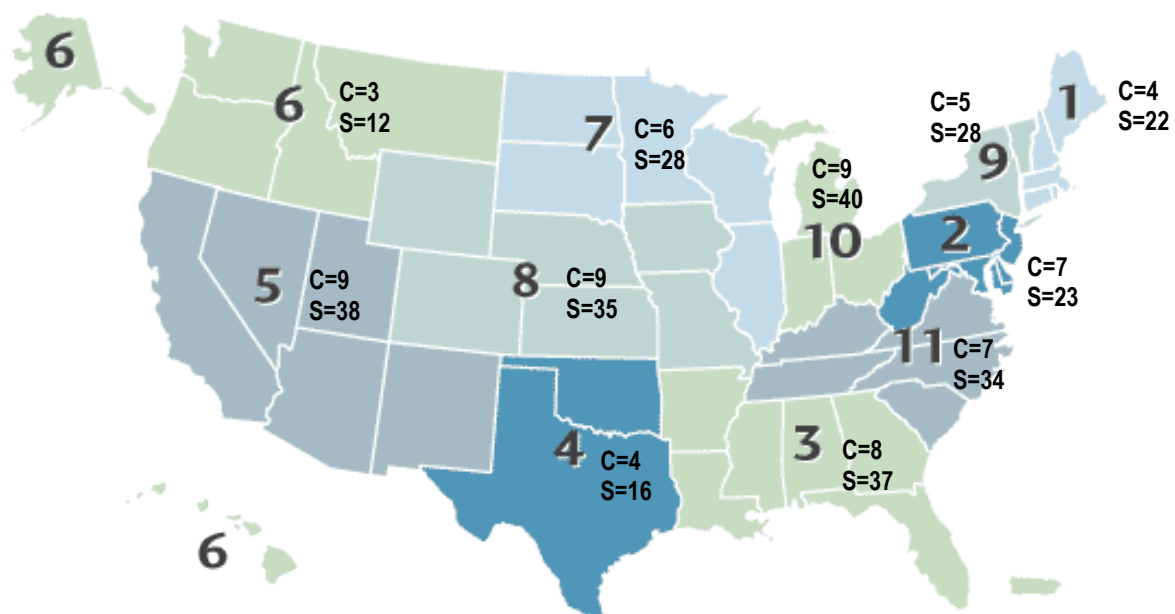 6
6
C=3
S=12
7
C=6
S=28
C=5
S=28
9
1
C=4
S=22
C=9
S=40
10
2
C=7
S=23
5
C=9
S=38
8
C=9
S=35
11
C=7
S=34
4
C=4
S=16
3
C=8
S=37
6